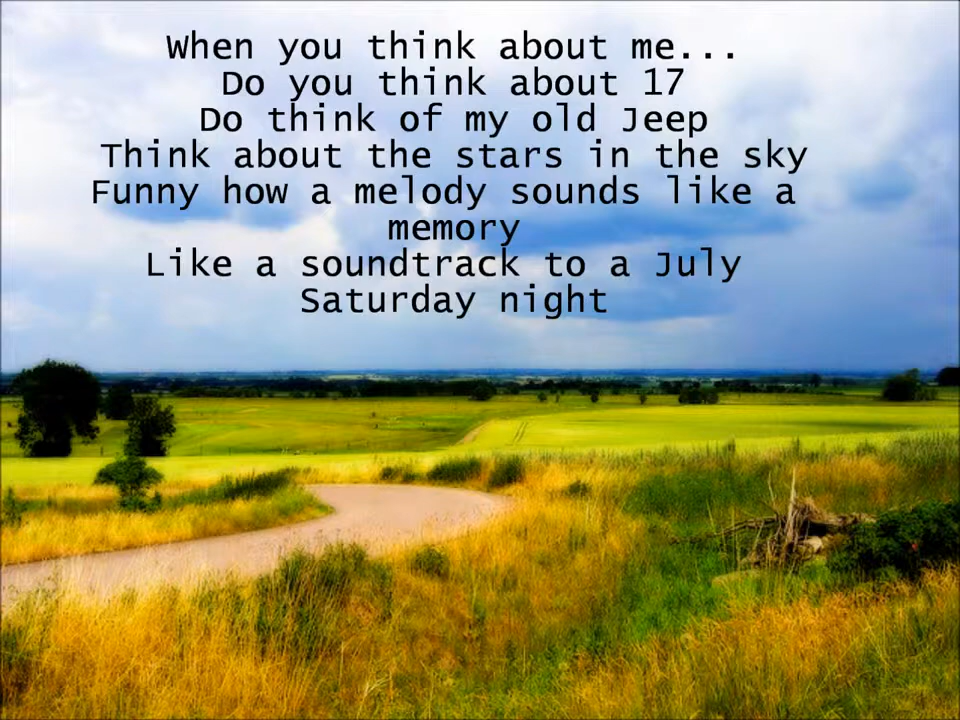 When you think about me...
Do you think about 17
Do think of my old Jeep
Think about the stars in the sky
Funny how a melody sounds like a
memory
Like a soundtrack to a July
Saturday night